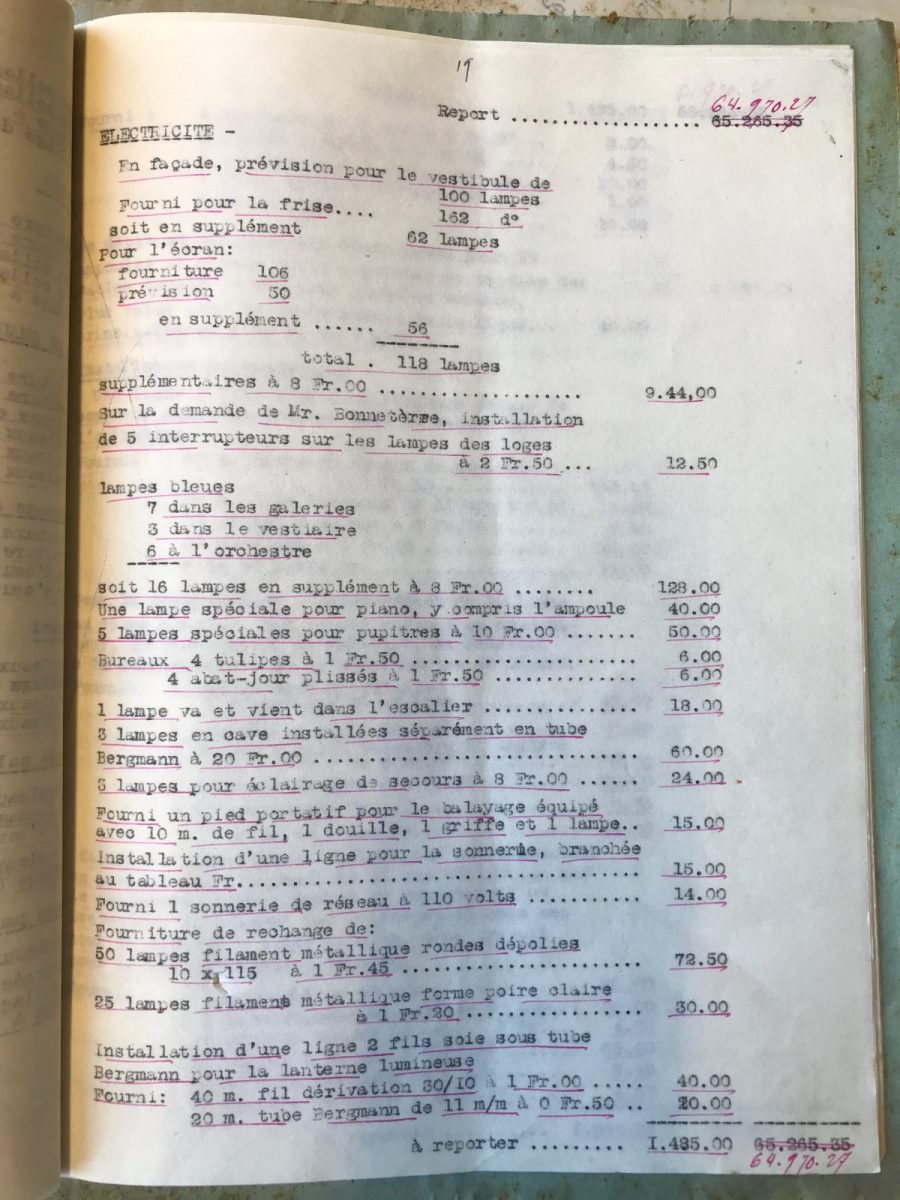 19
64.970.27
Report ................... 65.265.35
ELECTRICITE -
En façade, prévision pour le vestibule de
100 lampes
Fourni pour la frise.... 162 d°
soit en supplément 62 lampes
Pour l'écran:
fourniture 106
prévision 50
en supplément ...... 56
total . 118 lampes
supplémentaires à 8 Fr.00 ..................... 9.44,00
Sur la demande de Mr. Bonnetèrre, installation
de 5 interrupteurs sur les lampes des loges
à 2 Fr.50 ... 12.50
lampes bleues
7 dans les galeries
3 dans le vestiaire
6 à l'orchestre
soit 16 lampes en supplément à 8 Fr.00 ........ 128.00
Une lampe spéciale pour piano, y compris l'ampoule 40.00
5 lampes spéciales pour pupitres à 10 Fr.00 ....... 50.00
Bureaux 4 tulipes à 1 Fr.50 ....................... 6.00
4 abat-jour plissés à 1 Fr.50 ............... 6.00
1 lampe va et vient dans l'escalier ............... 18.00
3 lampes en cave installées séparément en tube
Bergmann à 20 Fr.00 ................................. 60.00
3 lampes pour éclairage de secours à 8 Fr.00 ...... 24.00
Fourni un pied portatif pour le balayage équipé
avec 10 m. de fil, 1 douille, 1 griffe et 1 lampe.. 15.00
Installation d'une ligne pour la sonnerie, branchée
au tableau Fr........................................ 15.00
Fourni 1 sonnerie de réseau à 110 volts ........... 14.00
Fourniture de rechange de:
50 lampes filament métallique rondes dépolies
10 x 115 à 1 Fr.45 ........................ 72.50
25 lampes filament métallique forme poire claire
à 1 Fr.20 ................... 30.00
Installation d'une ligne 2 fils soie sous tube
Bergmann pour la lanterne lumineuse
Fourni: 40 m. fil dérivation 30/10 à 1 Fr.00 ..... 40.00
20 m. tube Bergmann de 11 m/m à 0 Fr.50 .. 20.00
à reporter ......... 1.485.00 65.265.35
64.970.27